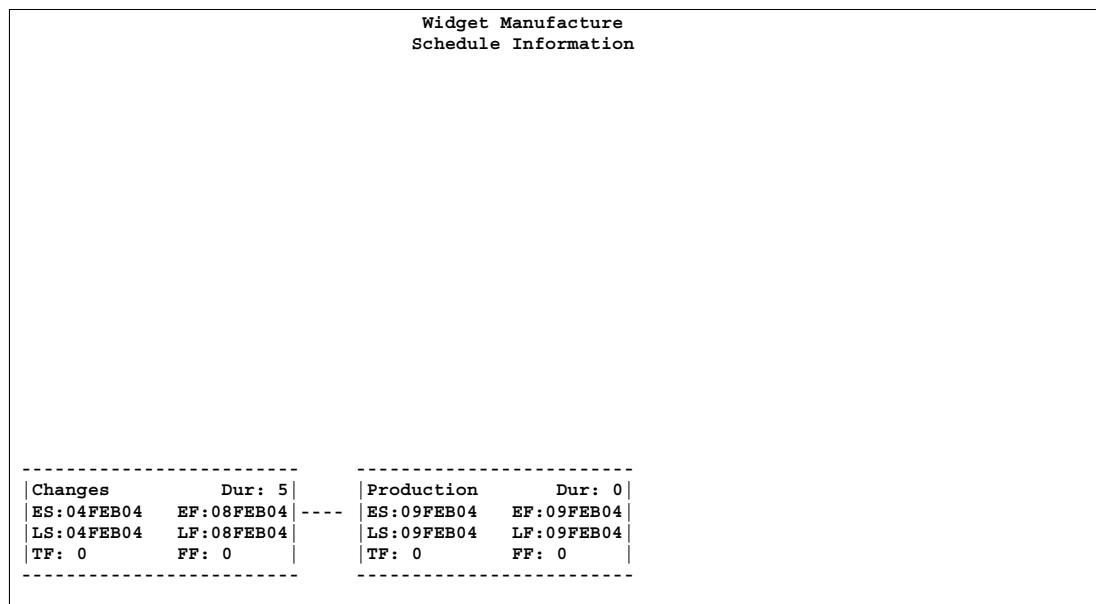 Widget Manufacture
Schedule Information
------------------------- -------------------------
|Changes Dur: 5| |Production Dur: 0|
|ES:04FEB04 EF:08FEB04|---- |ES:09FEB04 EF:09FEB04|
|LS:04FEB04 LF:08FEB04| |LS:09FEB04 LF:09FEB04|
|TF: 0 FF: 0 | |TF: 0 FF: 0 |
------------------------- -------------------------